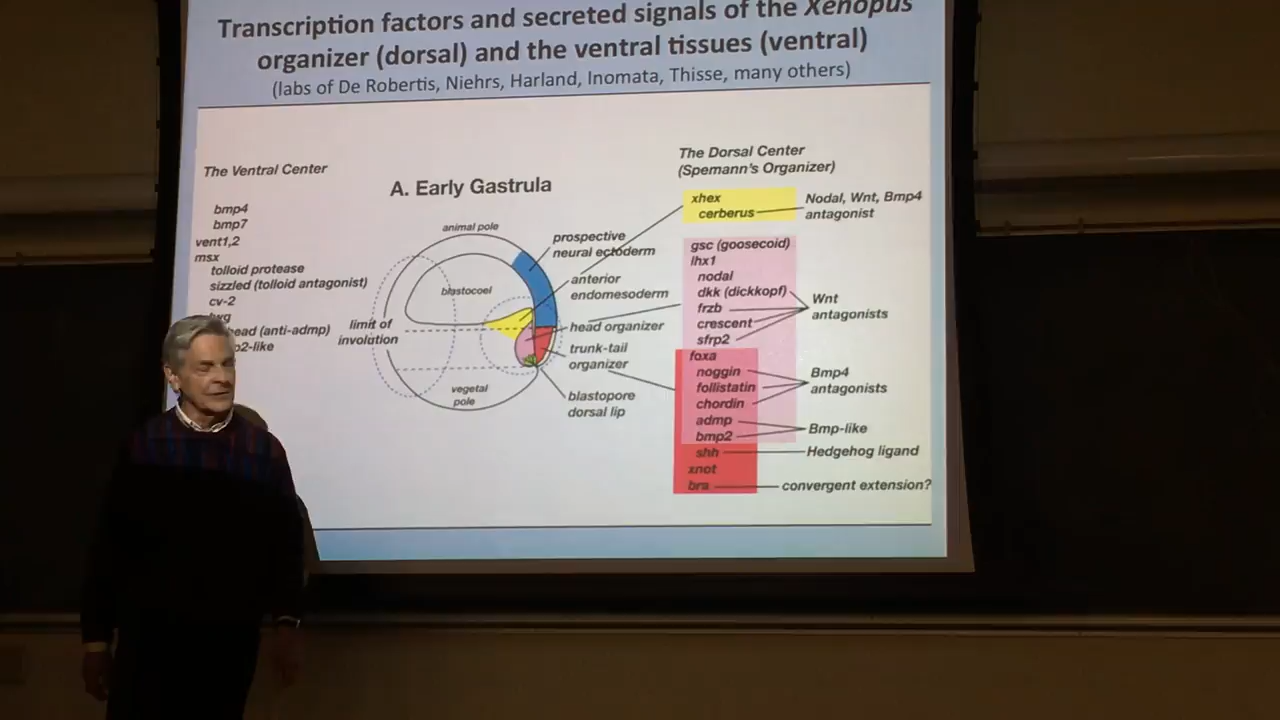 Transcription factors and secreted signals of the Xenopus
organizer (dorsal) and the ventral tissues (ventral)
(labs of De Robertis, Niehrs, Harland, Inomata, Thisse, many others)
The Ventral Center
bmp4
bmp7
vent1,2
msx
tolloid protease
sizzled (tolloid antagonist)
cv-2
head (anti-admp)
2-like
A. Early Gastrula
animal pole
blastocoel
limit of
involution
vegetal
pole
prospective
neural ectoderm
anterior
endomesoderm
head organizer
trunk-tail
organizer
blastopore
dorsal lip
The Dorsal Center
(Spemann's Organizer)
xhex
cerberus
Nodal, Wnt, Bmp4
antagonist
gsc (goosecoid)
lhx1
nodal
dkk (dickkopf)
frzb
crescent
sfrp2
Wnt
antagonists
foxa
noggin
follistatin
chordin
Bmp4
antagonists
admp
bmp2
Bmp-like
shh
Hedgehog ligand
xnot
bra
convergent extension?